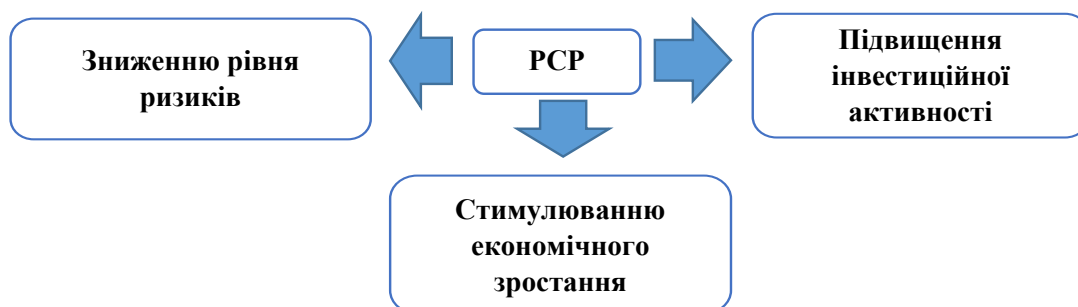 Зниженню рівня
ризиків
РСР
Підвищення
інвестиційної
активності
Стимулюванню
економічного
зростання